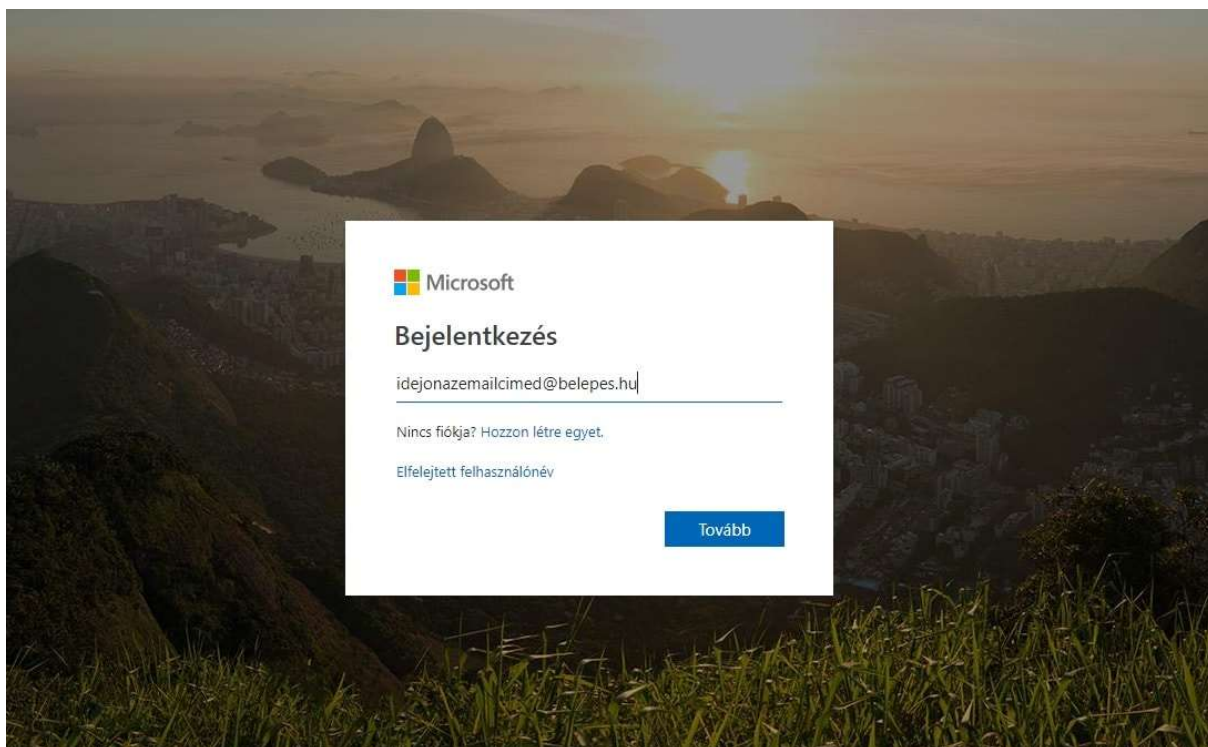 Microsoft
Bejelentkezés
idejonazemailcimed@belepes.hu
Nincs fiókja? Hozzon létre egyet.
Elfelejtett felhasználónév
Tovább